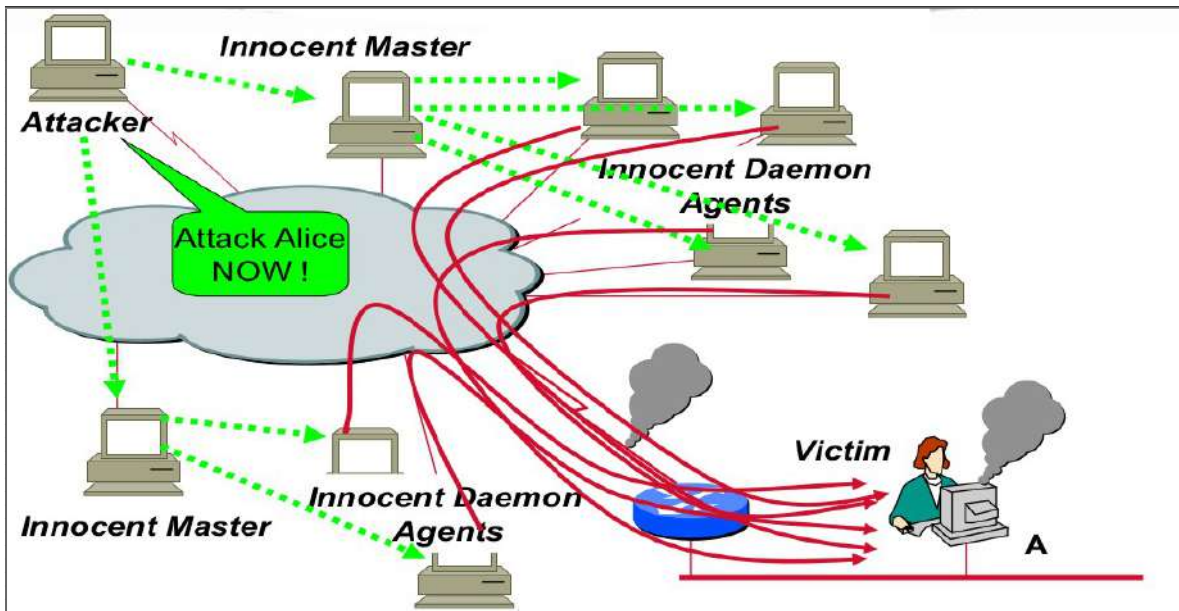 Innocent Master
Attacker
Innocent Daemon
Agents
Attack Alice
NOW !
Victim
Innocent Daemon
Agents
Innocent Master
A